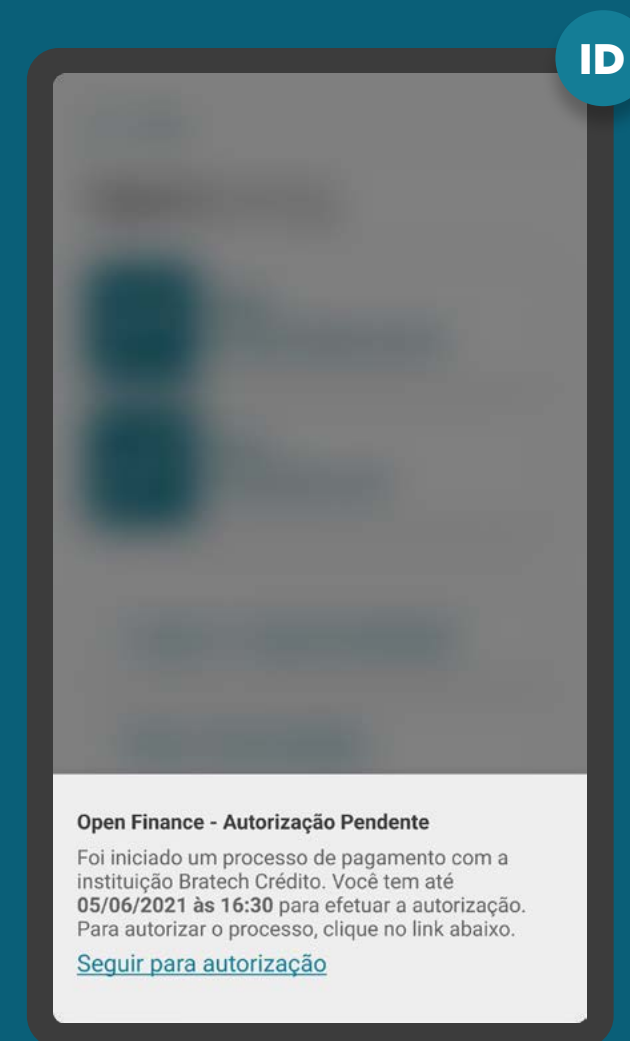 ID
Open Finance - Autorização Pendente
Foi iniciado um processo de pagamento com a
instituição Bratech Crédito. Você tem até
05/06/2021 às 16:30 para efetuar a autorização.
Para autorizar o processo, clique no link abaixo.
Seguir para autorização